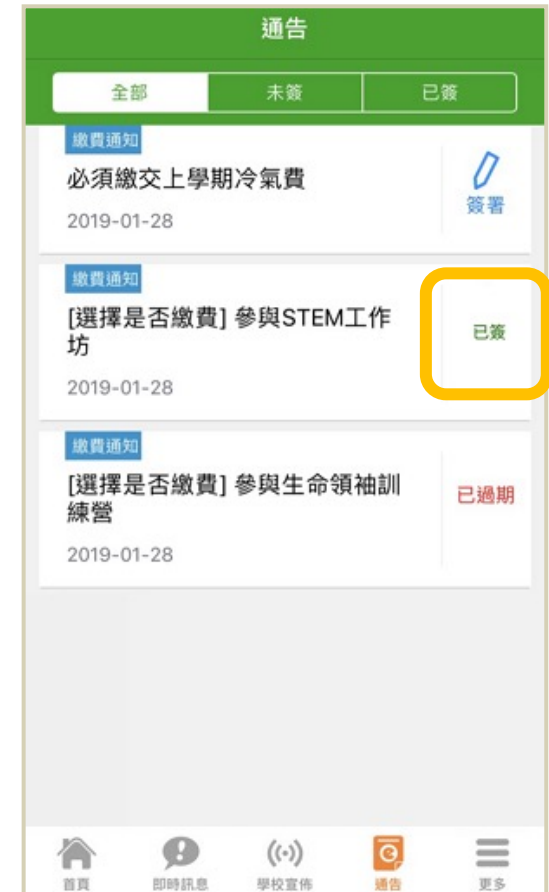 通告
全部 未簽 已簽
繳費通知
必須繳交上學期冷氣費
2019-01-28
簽署
繳費通知
[選擇是否繳費] 參與STEM工作
坊
2019-01-28
已簽
繳費通知
[選擇是否繳費] 參與生命領袖訓
練營
2019-01-28
已過期
首頁 即時訊息 學校宣佈 通告 更多